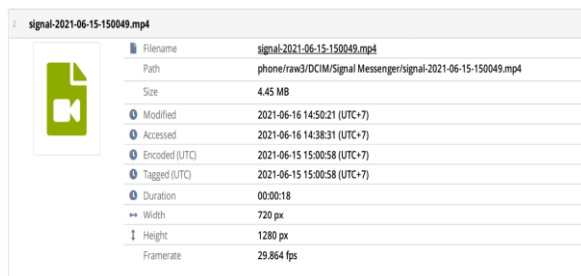 2 signal-2021-06-15-150049.mp4
Filename signal-2021-06-15-150049.mp4
Path phone/raw3/DCIM/Signal Messenger/signal-2021-06-15-150049.mp4
Size 4.45 MB
Modified 2021-06-16 14:50:21 (UTC+7)
Accessed 2021-06-16 14:38:31 (UTC+7)
Encoded (UTC) 2021-06-15 15:00:58 (UTC+7)
Tagged (UTC) 2021-06-15 15:00:58 (UTC+7)
Duration 00:00:18
Width 720 px
Height 1280 px
Framerate 29.864 fps